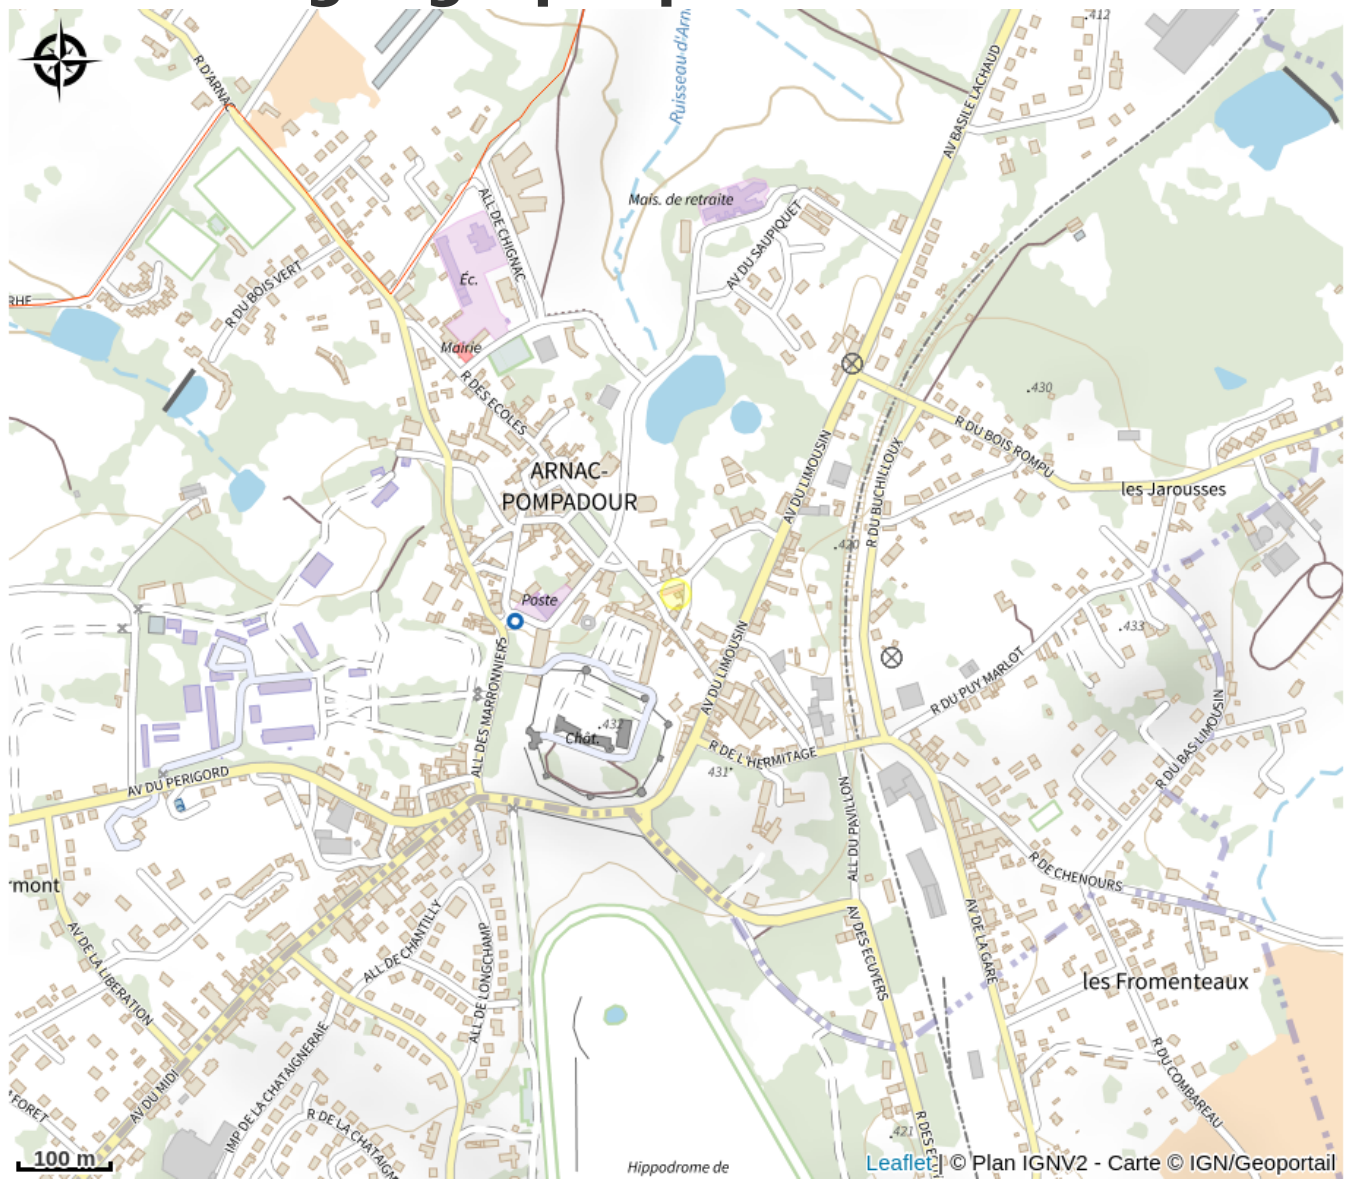 412
Ruisseau d'Arn
R D'ARNAC
AV BASILE LACHAUD
Mais. de retraite
ALL. DE CHIGNAC
AV DU SAUPIQUET
Éc.
R DU BOIS VERT
RHE
Mairie
R DES ECOLES
430
R DU BOIS ROMPU
AV DU LIMOUSIN
R DU BUCHILLOUX
les Jarousses
ARNAC-
POMPADOUR
420
Poste
433
AV DU LIMOUSIN
R DU PUY MARLOT
ALL DES MARRONNIERS
432
Chât.
R DE L'HERMITAGE
431
R DU BAS LIMOUSIN
AV DU PERIGORD
ALL DU PAVILLON
R DE CHENOURS
rmont
AV DE LA LIBERATION
ALL DE CHANTILLY
ALL DE LONGCHAMP
AV DES ECUYERS
AV DE LA GARE
les Fromenteaux
IMP DE LA CHATAIGNERAIE
R DU COMBAREAU
AV DU MIDI
FORET
R DE LA CHATAIGN
R DES E
421
100 m
Hippodrome de
Leaflet | © Plan IGNV2 - Carte © IGN/Geoportail